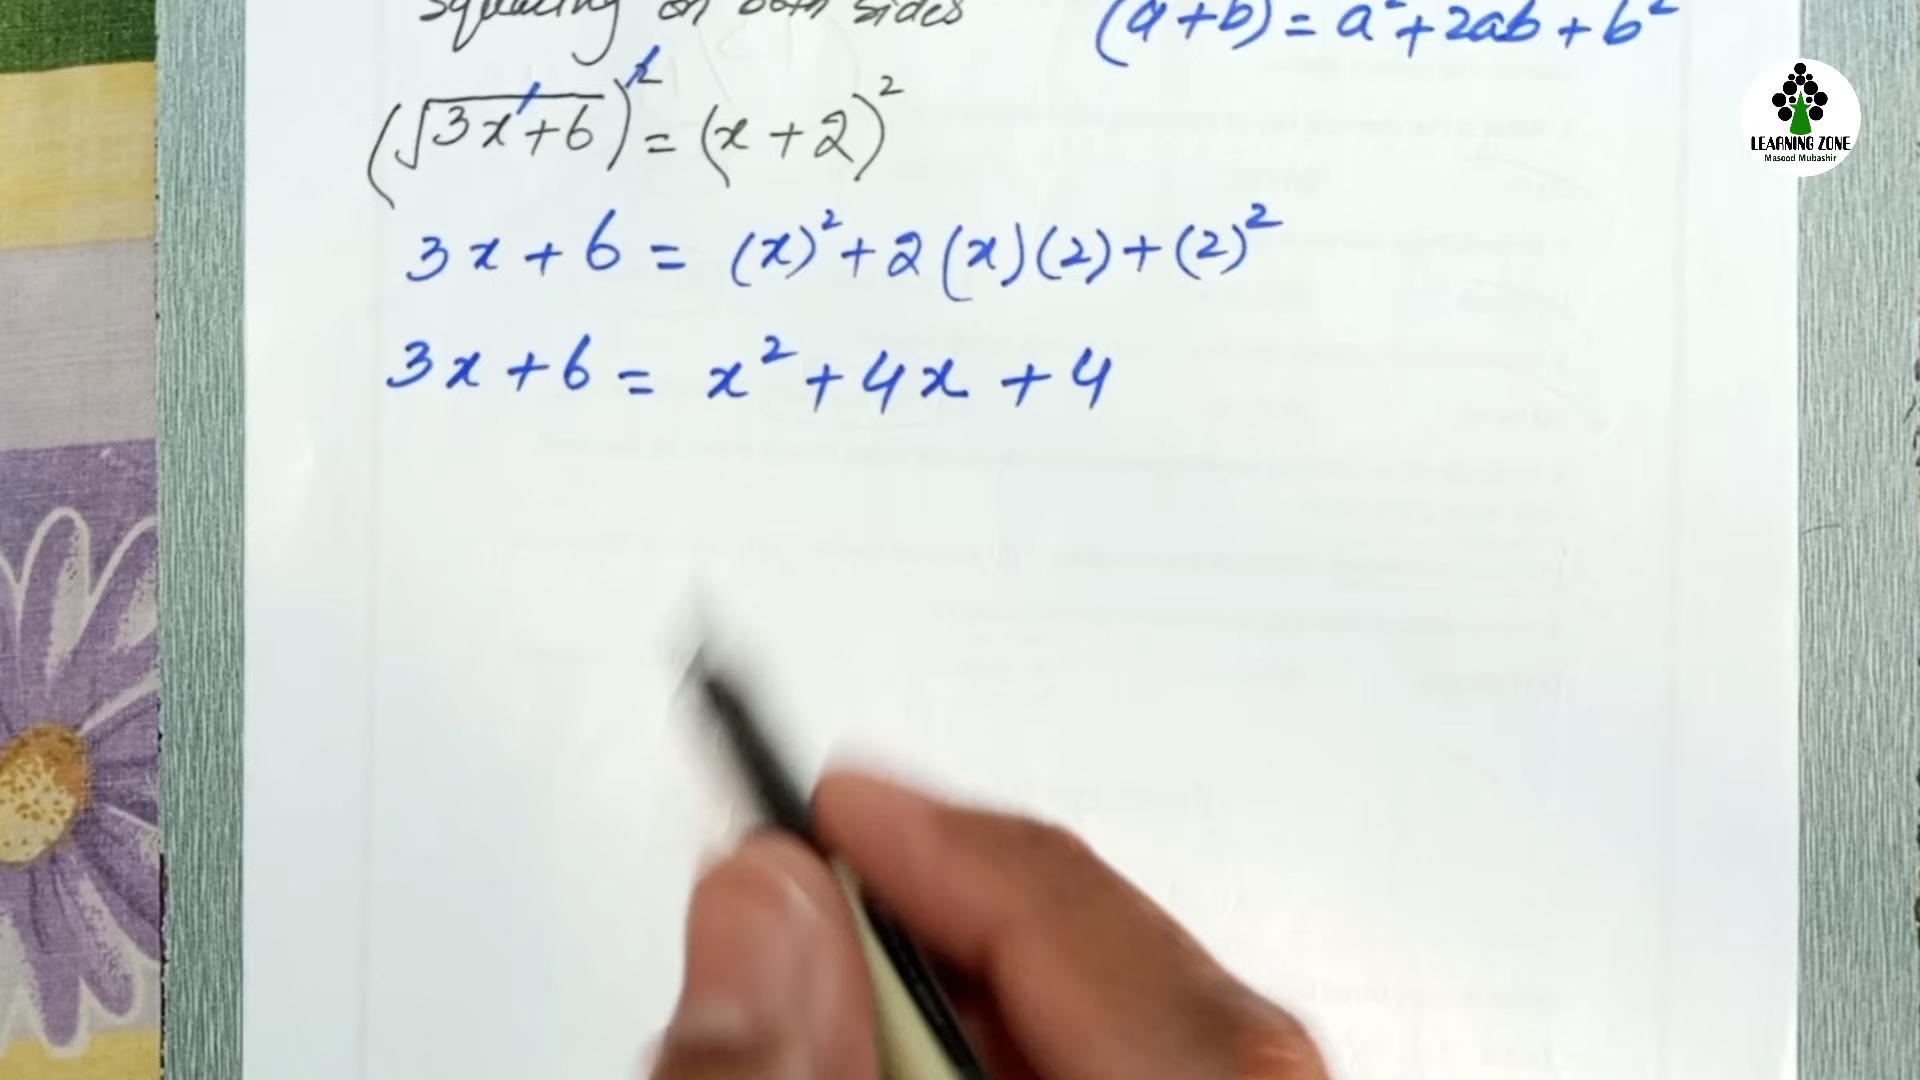 Squaring on both sides
(a+b) = a² + 2ab + b²
(√3x+6)² = (x+2)²
3x + 6 = (x)² + 2(x)(2) + (2)²
3x + 6 = x² + 4x + 4
LEARNING ZONE
Masood Mubashir